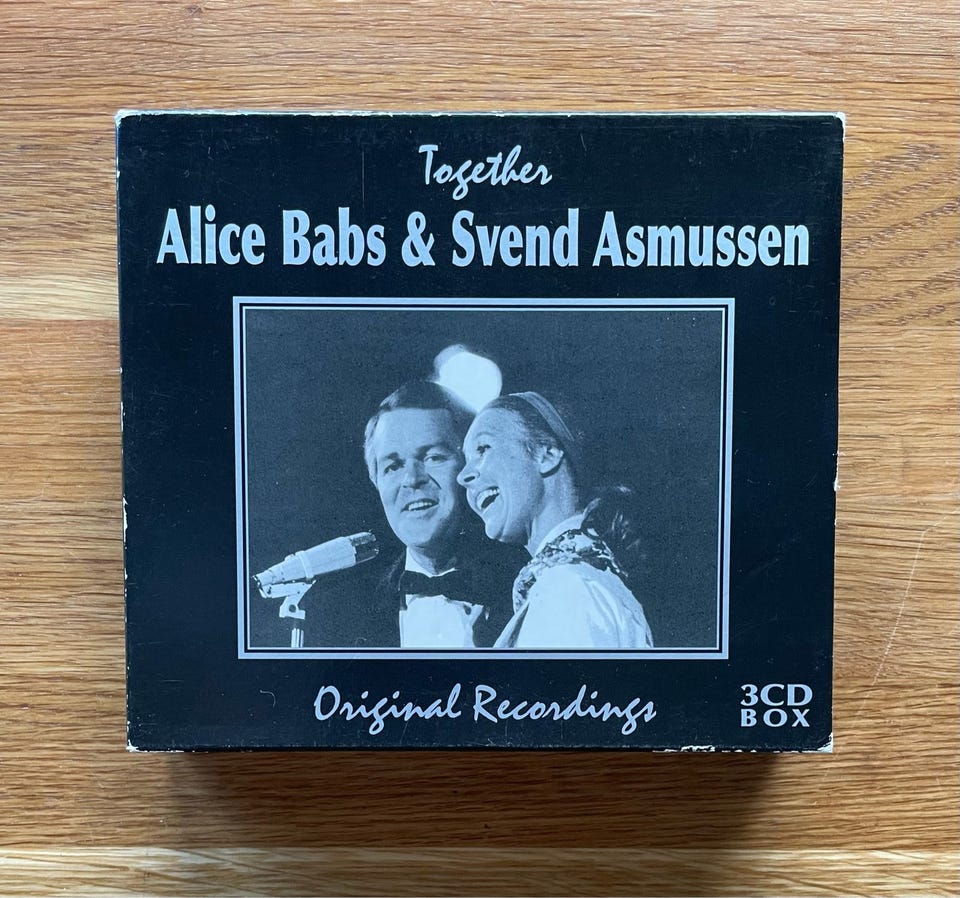 Together
Alice Babs & Svend Asmussen
Original Recordings
3CD
BOX